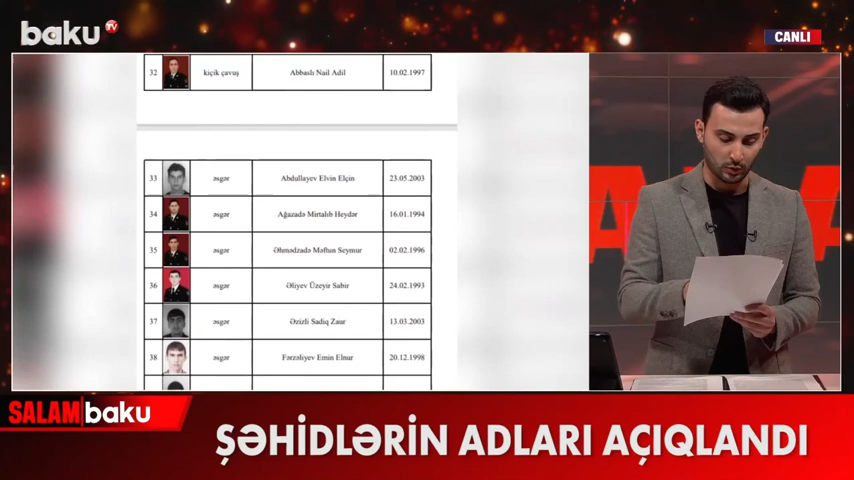 baku TV
CANLI
32 kiçik çavuş Abbaslı Nail Adil 10.02.1997
33 əsgər Abdullayev Elvin Elçin 23.05.2003
34 əsgər Ağazadə Mirtalıb Heydər 16.01.1994
35 əsgər Əhmədzadə Məftun Seymur 02.02.1996
36 əsgər Əliyev Üzeyir Sabir 24.02.1993
37 əsgər Əzizli Sadiq Zaur 13.03.2003
38 əsgər Fərzəliyev Emin Elnur 20.12.1998
SALAM baku
ŞƏHİDLƏRİN ADLARI AÇIQLANDI